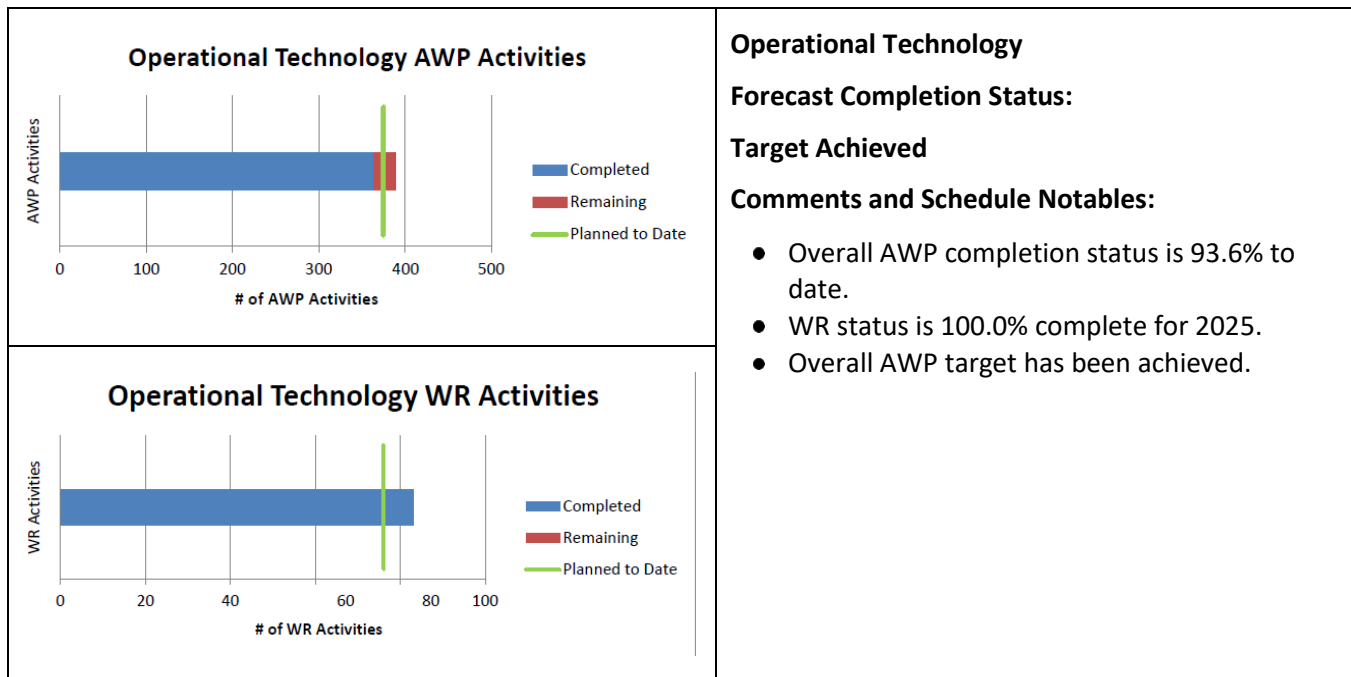 Operational Technology AWP Activities
AWP Activities
Completed
Remaining
Planned to Date
0 100 200 300 400 500
# of AWP Activities
Operational Technology WR Activities
WR Activities
Completed
Remaining
Planned to Date
0 20 40 60 80 100
# of WR Activities
Operational Technology
Forecast Completion Status:
Target Achieved
Comments and Schedule Notables:
● Overall AWP completion status is 93.6% to
date.
● WR status is 100.0% complete for 2025.
● Overall AWP target has been achieved.